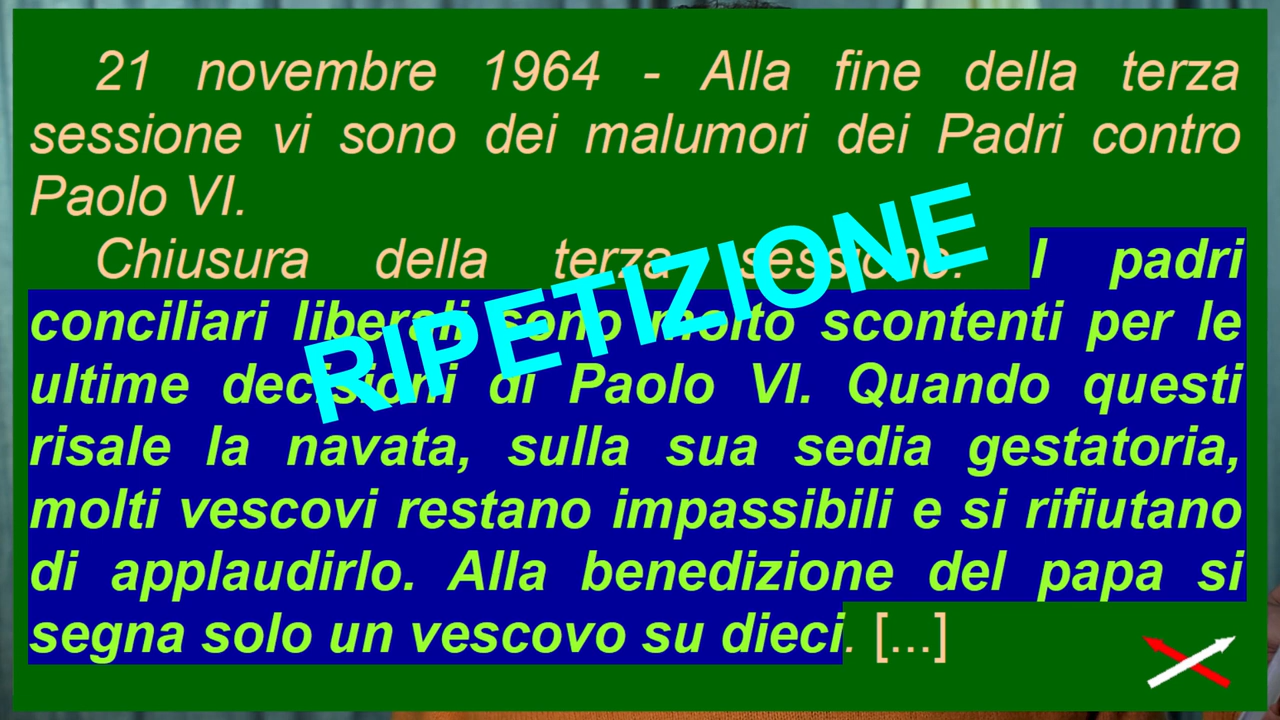 21 novembre 1964 - Alla fine della terza
sessione vi sono dei malumori dei Padri contro
Paolo VI.
Chiusura della terza sessione. I padri
conciliari liberali sono molto scontenti per le
ultime decisioni di Paolo VI. Quando questi
risale la navata, sulla sua sedia gestatoria,
molti vescovi restano impassibili e si rifiutano
di applaudirlo. Alla benedizione del papa si
segna solo un vescovo su dieci. [...]
RIPETIZIONE